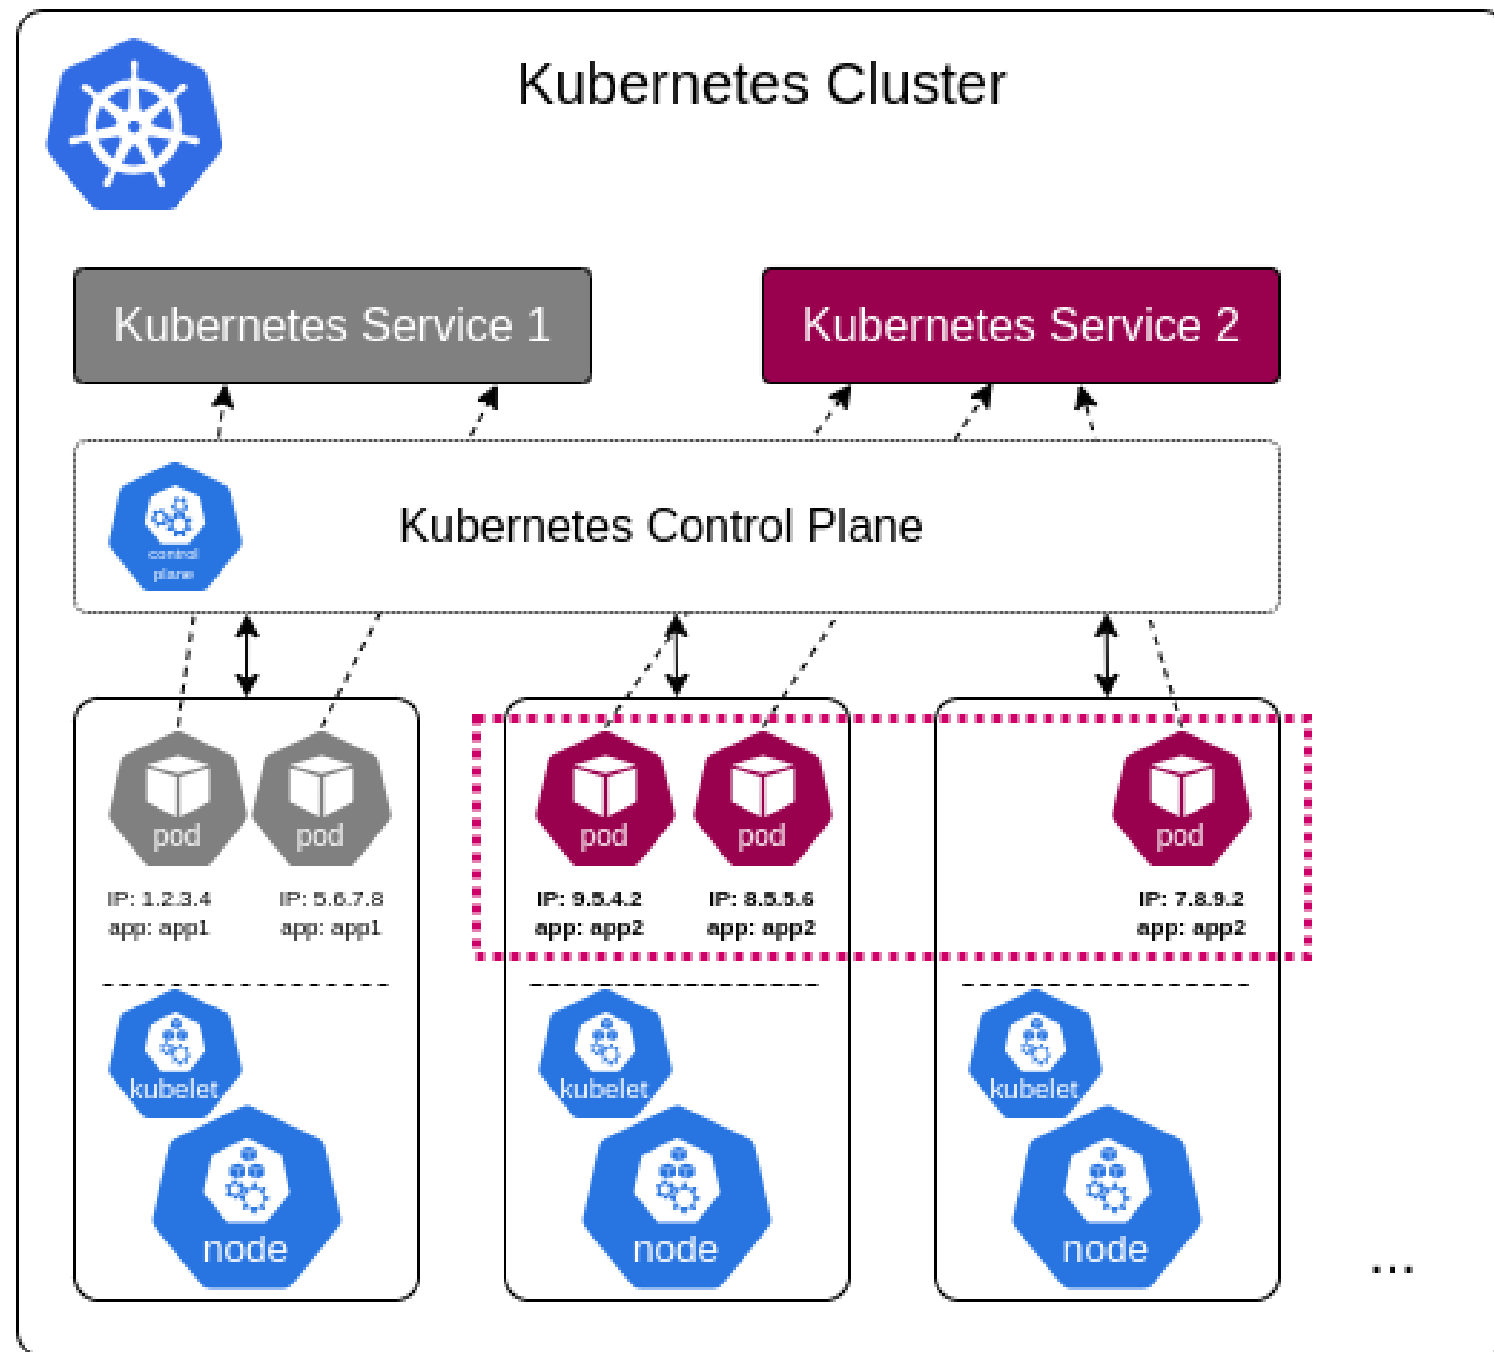 Kubernetes Cluster
Kubernetes Service 1
Kubernetes Service 2
control
plane
Kubernetes Control Plane
pod
pod
pod
pod
pod
IP: 1.2.3.4
app: app1
IP: 5.6.7.8
app: app1
IP: 9.5.4.2
app: app2
IP: 8.5.5.6
app: app2
IP: 7.8.9.2
app: app2
kubelet
kubelet
kubelet
node
node
node
...